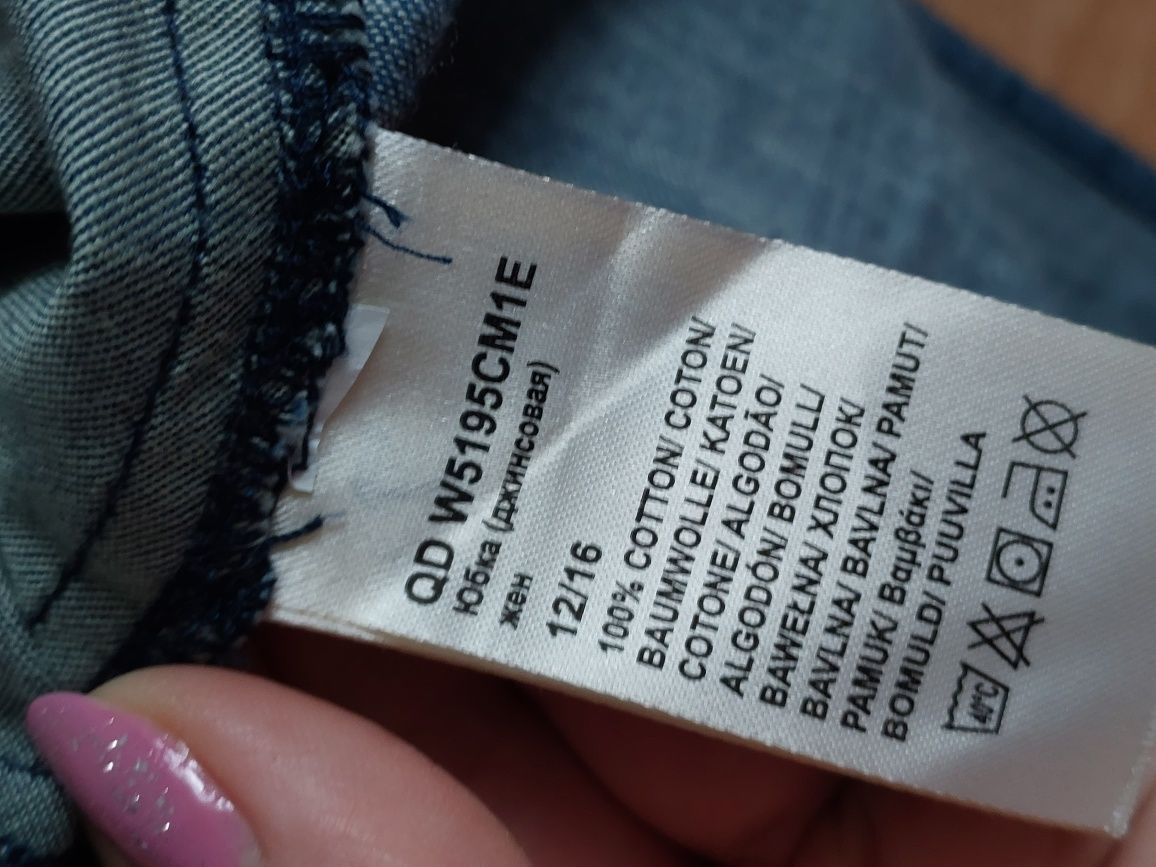 QD W5195CM1E
Юбка (джинсовая)
жен
12/16
100% COTTON/ COTON/
BAUMWOLLE/ KATOEN/
COTONE/ ALGODÃO/
ALGODÓN/ BOMULL/
BAWEŁNA/ ХЛОПОК/
BAVLNA/ BAVLNA/ PAMUT/
PAMUK/ Βαμβάκι/
BOMULD/ PUUVILLA
40°C